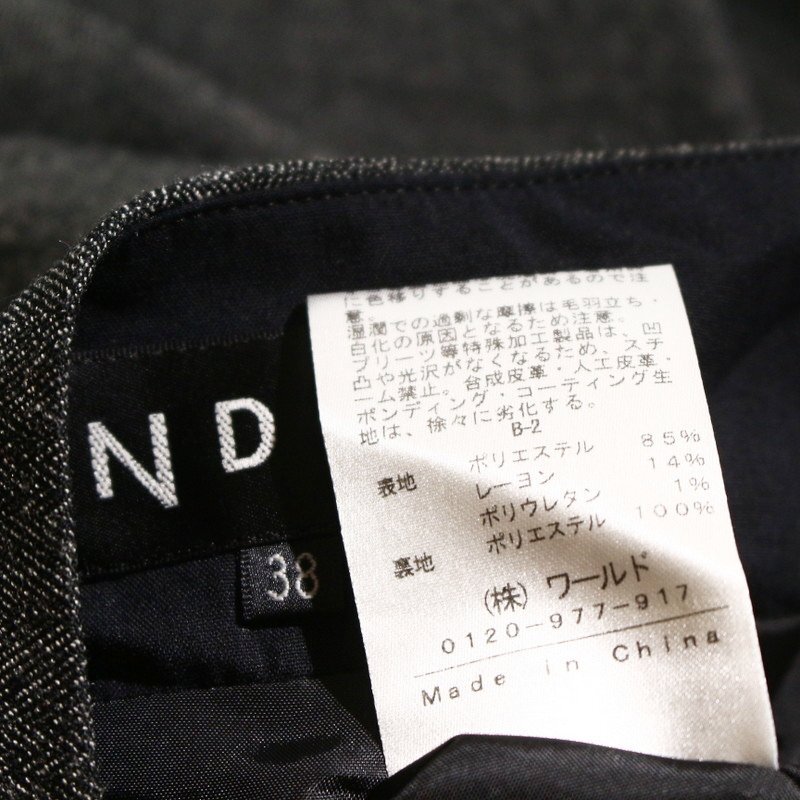 に色移りすることがあるので注
意。
湿潤での過剰な摩擦は毛羽立ち・
白化の原因となるため注意。
プリーツ等特殊加工製品は、凹
凸や光沢がなくなるため、スチ
ーム禁止。合成皮革・人工皮革・
ボンディング・コーティング生
地は、徐々に劣化する。
B-2
表地 ポリエステル 85%
レーヨン 14%
ポリウレタン 1%
裏地 ポリエステル 100%
(株) ワールド
0120-977-917
Made in China
ND
38